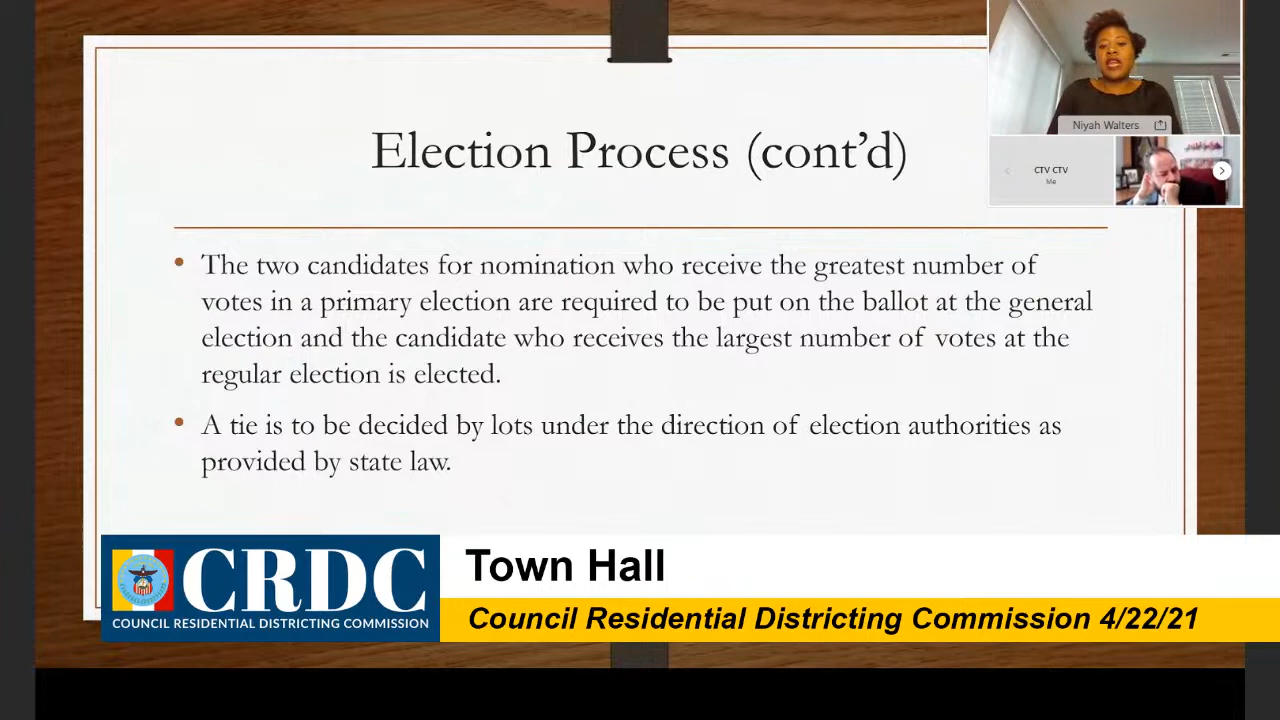 Election Process (cont’d)
Niyah Walters
CTV CTV
Me
• The two candidates for nomination who receive the greatest number of
votes in a primary election are required to be put on the ballot at the general
election and the candidate who receives the largest number of votes at the
regular election is elected.
• A tie is to be decided by lots under the direction of election authorities as
provided by state law.
CRDC
COUNCIL RESIDENTIAL DISTRICTING COMMISSION
Town Hall
Council Residential Districting Commission 4/22/21